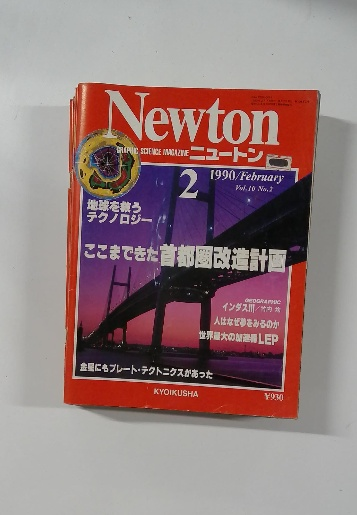 Newton
GRAPHIC SCIENCE MAGAZINE ニュートン
2 1990/February
Vol.10 No.2
地球を救う
テクノロジー
ここまできた首都圏改造計画
GEOGRAPHIC
インダス川
人はなぜ夢をみるのか
世界最大の加速器LEP
金星にもプレート・テクトニクスがあった
KYOIKUSHA
¥930